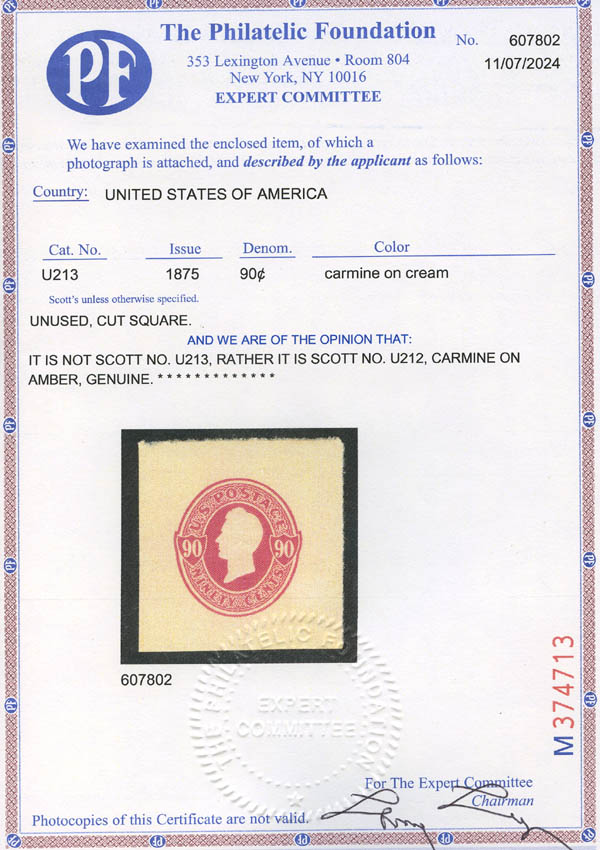 PF
The Philatelic Foundation
353 Lexington Avenue • Room 804
New York, NY 10016
EXPERT COMMITTEE
No. 607802
11/07/2024
We have examined the enclosed item, of which a
photograph is attached, and described by the applicant as follows:
Country: UNITED STATES OF AMERICA
Cat. No. Issue Denom. Color
U213 1875 90¢ carmine on cream
Scott's unless otherwise specified.
UNUSED, CUT SQUARE.
AND WE ARE OF THE OPINION THAT:
IT IS NOT SCOTT NO. U213, RATHER IT IS SCOTT NO. U212, CARMINE ON
AMBER, GENUINE. * * * * * * * * * * * * *
U.S. POSTAGE
90 90
NINETY CENTS
607802
THE PHILATELIC FOUNDATION
EXPERT
COMMITTEE
M374713
For The Expert Committee
Chairman
Photocopies of this Certificate are not valid.